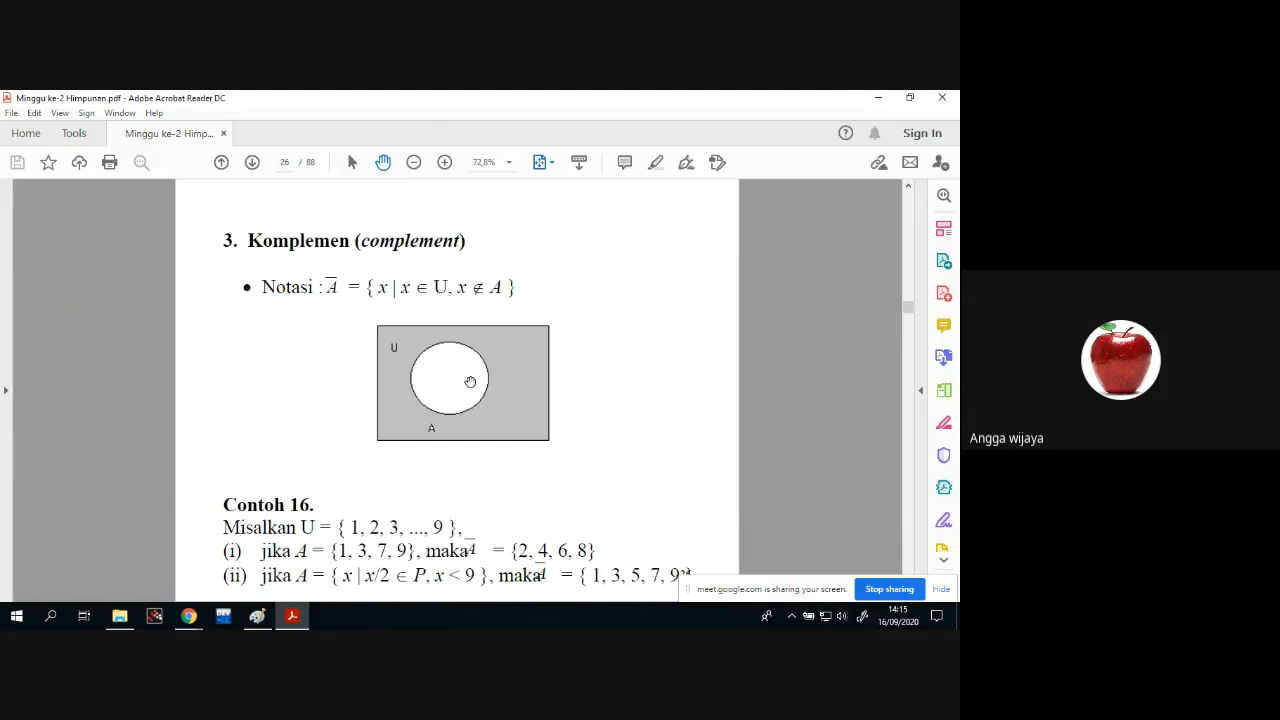 Minggu ke-2 Himpunan.pdf - Adobe Acrobat Reader DC
File Edit View Sign Window Help
Home Tools Minggu ke-2 Himp... × Sign In
26 / 88 72,8%
3. Komplemen (complement)
• Notasi : A̅ = { x | x ∈ U, x ∉ A }
U
A
Contoh 16.
Misalkan U = { 1, 2, 3, ..., 9 },
(i) jika A = {1, 3, 7, 9}, maka A̅ = {2, 4, 6, 8}
(ii) jika A = { x | x/2 ∈ P, x < 9 }, maka A̅ = { 1, 3, 5, 7, 9 }
meet.google.com is sharing your screen. Stop sharing Hide
DEV
14:15
16/09/2020
Angga wijaya